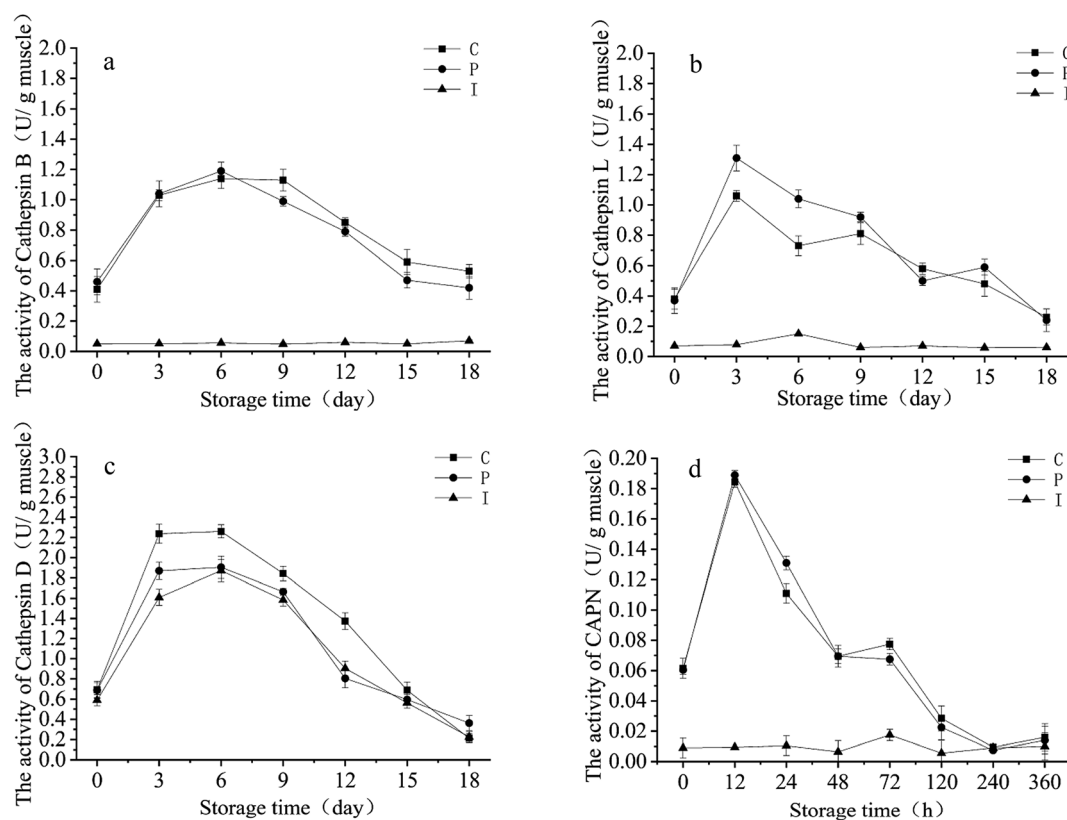 a
C
P
I
2.0
1.8
1.6
1.4
1.2
1.0
0.8
0.6
0.4
0.2
0.0
The activity of Cathepsin B（U/ g muscle）
0 3 6 9 12 15 18
Storage time（day）
b
2.0
1.8
1.6
1.4
1.2
1.0
0.8
0.6
0.4
0.2
0.0
The activity of Cathepsin L（U/ g muscle）
0 3 6 9 12 15 18
Storage time（day）
c
C
P
I
3.0
2.8
2.6
2.4
2.2
2.0
1.8
1.6
1.4
1.2
1.0
0.8
0.6
0.4
0.2
0.0
The activity of Cathepsin D（U/ g muscle）
0 3 6 9 12 15 18
Storage time（day）
d
C
P
I
0.20
0.18
0.16
0.14
0.12
0.10
0.08
0.06
0.04
0.02
0.00
The activity of CAPN（U/ g muscle）
0 12 24 48 72 120 240 360
Storage time（h）